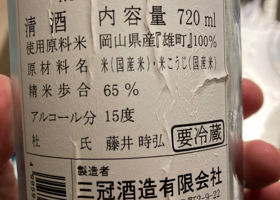 清酒 内容量 720ml
使用原料米 岡山県産『雄町』100%
原材料名 米(国産米)・米こうじ(国産米)
精米歩合 65%
アルコール分 15度
杜氏 藤井 時弘
要冷蔵
製造者
三冠酒造有限会社